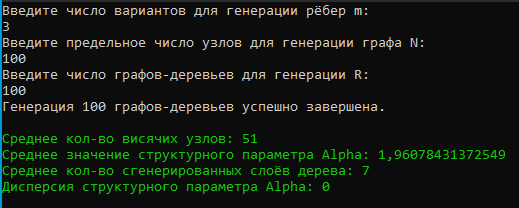 Введите число вариантов для генерации рёбер m:
3
Введите предельное число узлов для генерации графа N:
100
Введите число графов-деревьев для генерации R:
100
Генерация 100 графов-деревьев успешно завершена.
Среднее кол-во висячих узлов: 51
Среднее значение структурного параметра Alpha: 1,96078431372549
Среднее кол-во сгенерированных слоёв дерева: 7
Дисперсия структурного параметра Alpha: 0